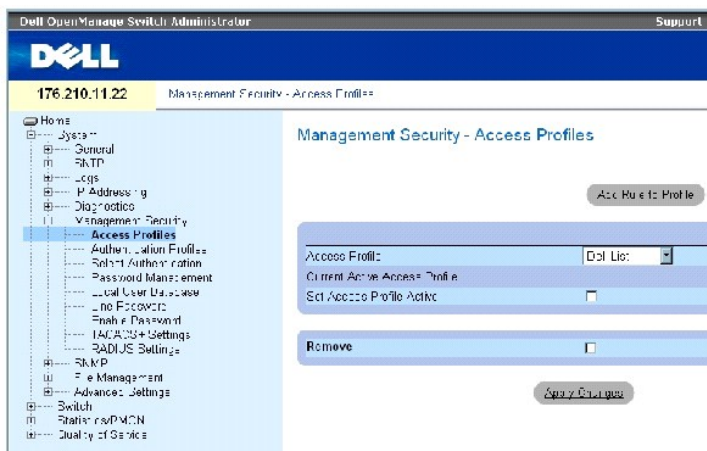 Dell OpenManage Switch Administrator Support
DELL
176.210.11.22 Management Security - Access Profiles
Home
System
General
SNTP
Logs
IP Addressing
Diagnostics
Management Security
Access Profiles
Authentication Profiles
Select Authentication
Password Management
Local User Database
Line Password
Enable Password
TACACS+ Settings
RADIUS Settings
SNMP
File Management
Advanced Settings
Switch
Statistics/RMON
Quality of Service
Management Security - Access Profiles
Add Rule to Profile
Access Profile Dell List
Current Active Access Profile
Set Access Profile Active
Remove
Apply Changes